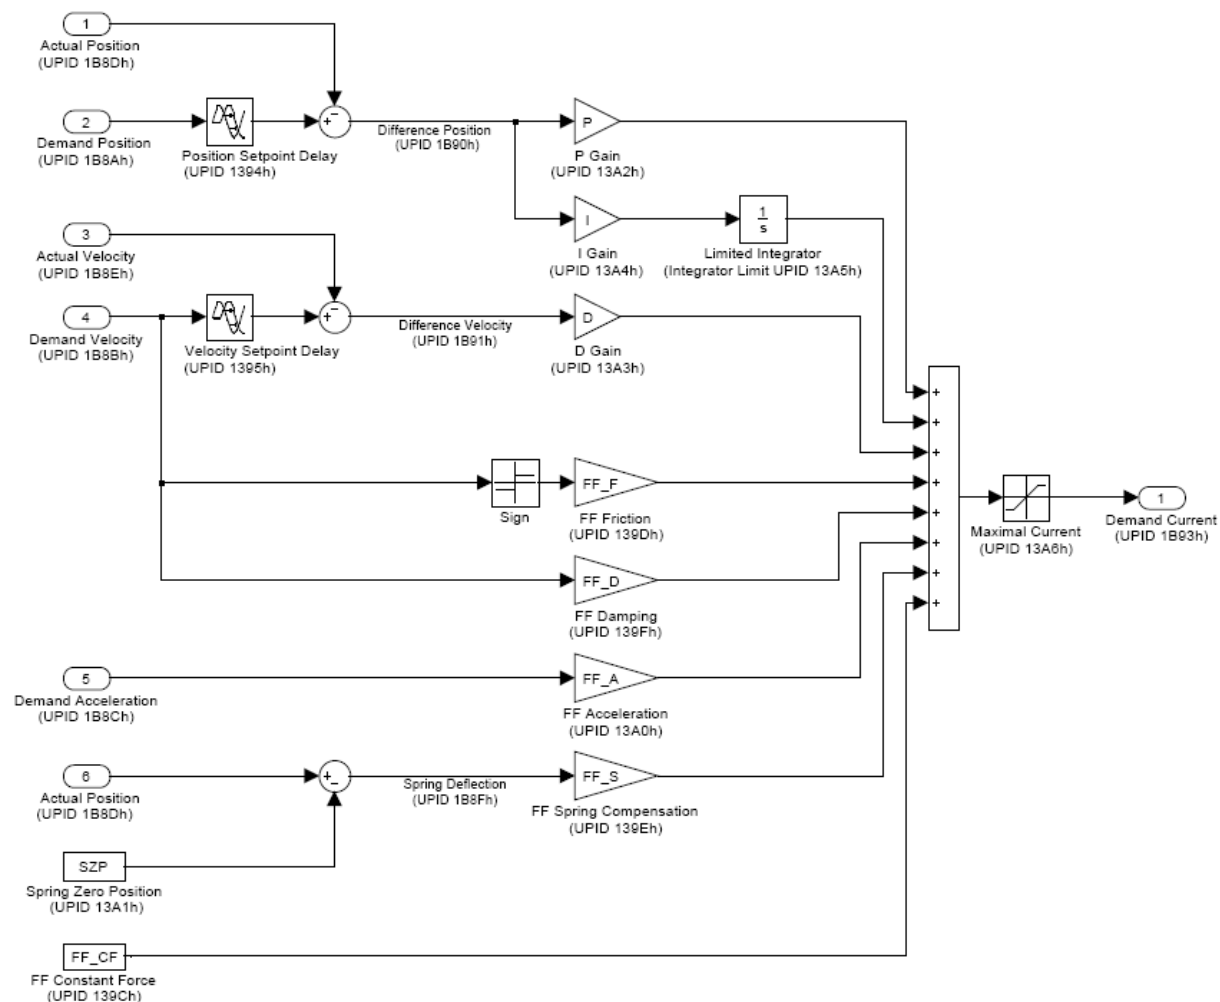 1
Actual Position
(UPID 1B8Dh)
2
Demand Position
(UPID 1B8Ah)
Position Setpoint Delay
(UPID 1394h)
+
−
Difference Position
(UPID 1B90h)
P
P Gain
(UPID 13A2h)
I
I Gain
(UPID 13A4h)
1
s
Limited Integrator
(Integrator Limit UPID 13A5h)
3
Actual Velocity
(UPID 1B8Eh)
4
Demand Velocity
(UPID 1B8Bh)
Velocity Setpoint Delay
(UPID 1395h)
+
−
Difference Velocity
(UPID 1B91h)
D
D Gain
(UPID 13A3h)
Sign
FF_F
FF Friction
(UPID 139Dh)
FF_D
FF Damping
(UPID 139Fh)
5
Demand Acceleration
(UPID 1B8Ch)
FF_A
FF Acceleration
(UPID 13A0h)
6
Actual Position
(UPID 1B8Dh)
+
−
Spring Deflection
(UPID 1B8Fh)
FF_S
FF Spring Compensation
(UPID 139Eh)
SZP
Spring Zero Position
(UPID 13A1h)
FF_CF
FF Constant Force
(UPID 139Ch)
+
+
+
+
+
+
+
+
Maximal Current
(UPID 13A6h)
1
Demand Current
(UPID 1B93h)